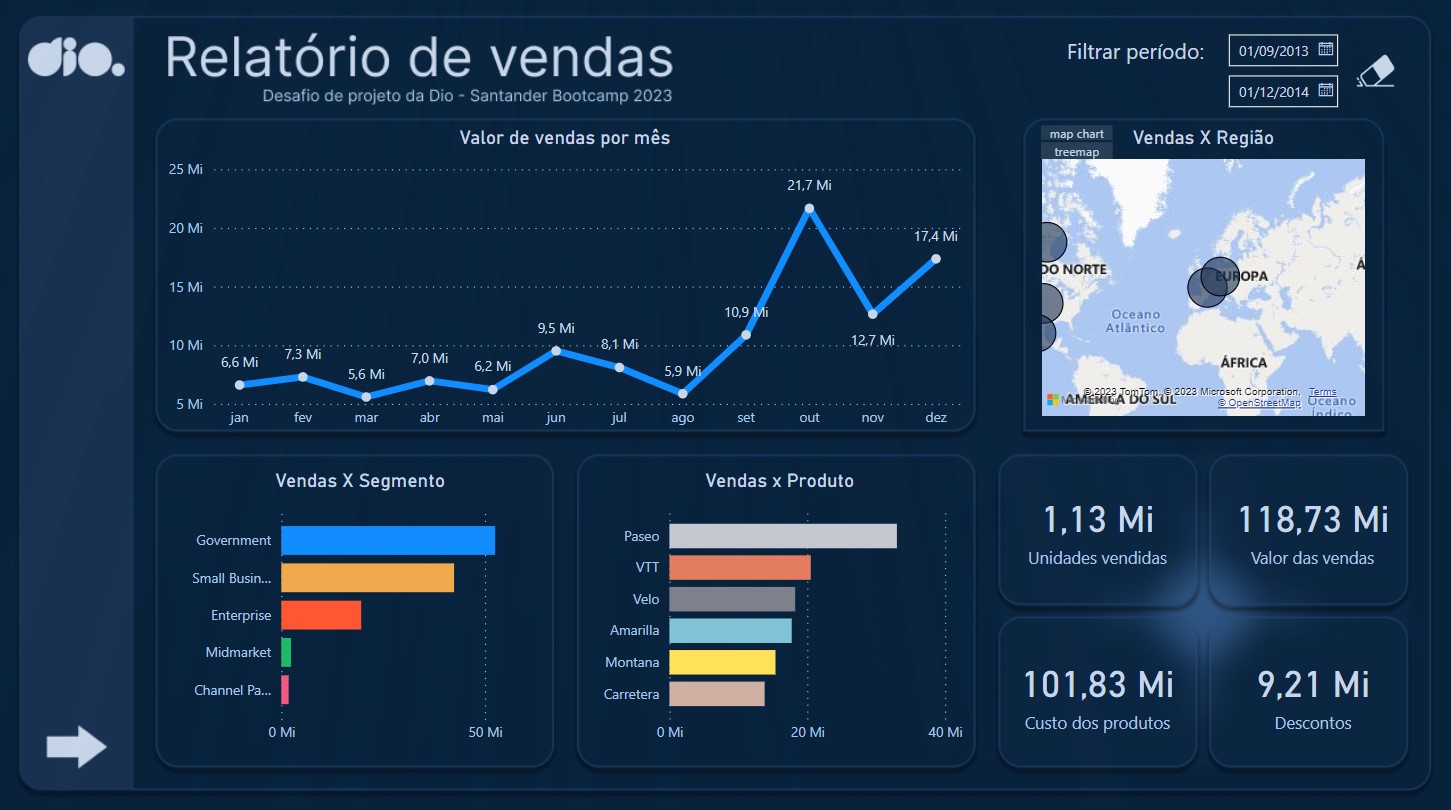 dio.
Relatório de vendas
Desafio de projeto da Dio - Santander Bootcamp 2023
Filtrar período:
01/09/2013
01/12/2014
Valor de vendas por mês
25 Mi
20 Mi
15 Mi
10 Mi
5 Mi
6,6 Mi
7,3 Mi
5,6 Mi
7,0 Mi
6,2 Mi
9,5 Mi
8,1 Mi
5,9 Mi
10,9 Mi
21,7 Mi
12,7 Mi
17,4 Mi
jan fev mar abr mai jun jul ago set out nov dez
map chart
treemap
Vendas X Região
DO NORTE
EUROPA
Á
Oceano
Atlântico
ÁFRICA
© 2023 TomTom, © 2023 Microsoft Corporation, Terms
AMÉRICA DO SUL
© OpenStreetMap
Oceano
Índico
Vendas X Segmento
Government
Small Busin...
Enterprise
Midmarket
Channel Pa...
0 Mi 50 Mi
Vendas x Produto
Paseo
VTT
Velo
Amarilla
Montana
Carretera
0 Mi 20 Mi 40 Mi
1,13 Mi
Unidades vendidas
118,73 Mi
Valor das vendas
101,83 Mi
Custo dos produtos
9,21 Mi
Descontos